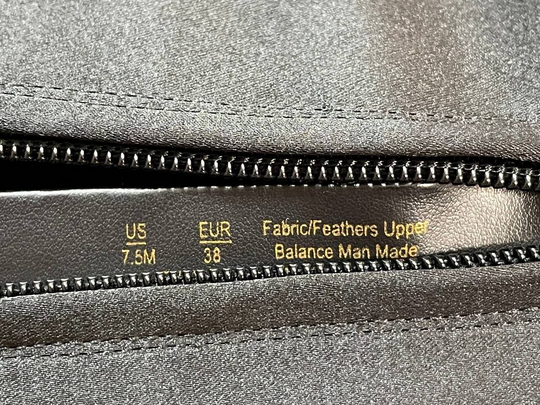 US EUR Fabric/Feathers Upper
7.5M 38 Balance Man Made